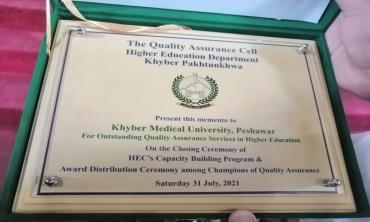 The Quality Assurance Cell
Higher Education Department
Khyber Pakhtunkhwa
Present this memento to
Khyber Medical University, Peshawar
For Outstanding Quality Assurance Services in Higher Education
On the Closing Ceremony of
HEC's Capacity Building Program &
Award Distribution Ceremony among Champions of Quality Assurance
Saturday 31 July, 2021